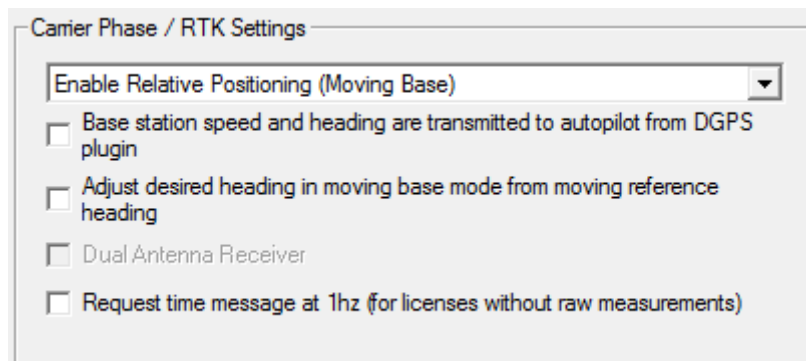 Carrier Phase / RTK Settings
Enable Relative Positioning (Moving Base)
Base station speed and heading are transmitted to autopilot from DGPS
plugin
Adjust desired heading in moving base mode from moving reference
heading
Dual Antenna Receiver
Request time message at 1hz (for licenses without raw measurements)